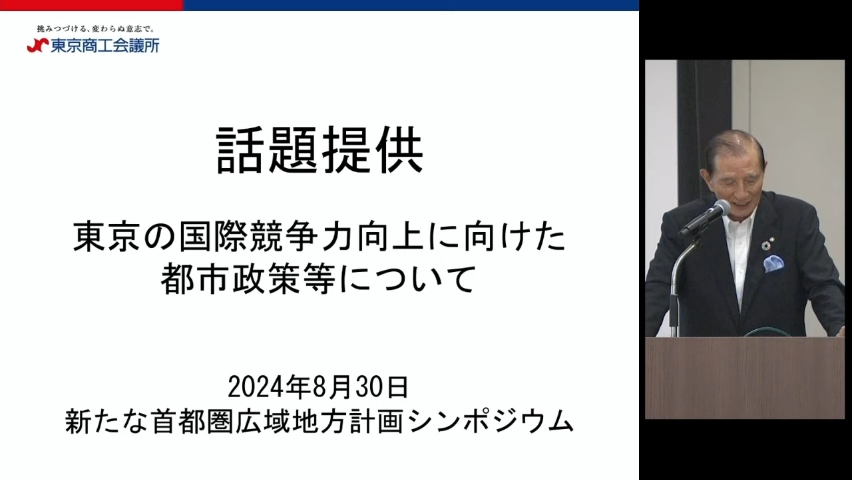 挑みつづける、変わらぬ意志で。
東京商工会議所
話題提供
東京の国際競争力向上に向けた
都市政策等について
2024年8月30日
新たな首都圏広域地方計画シンポジウム